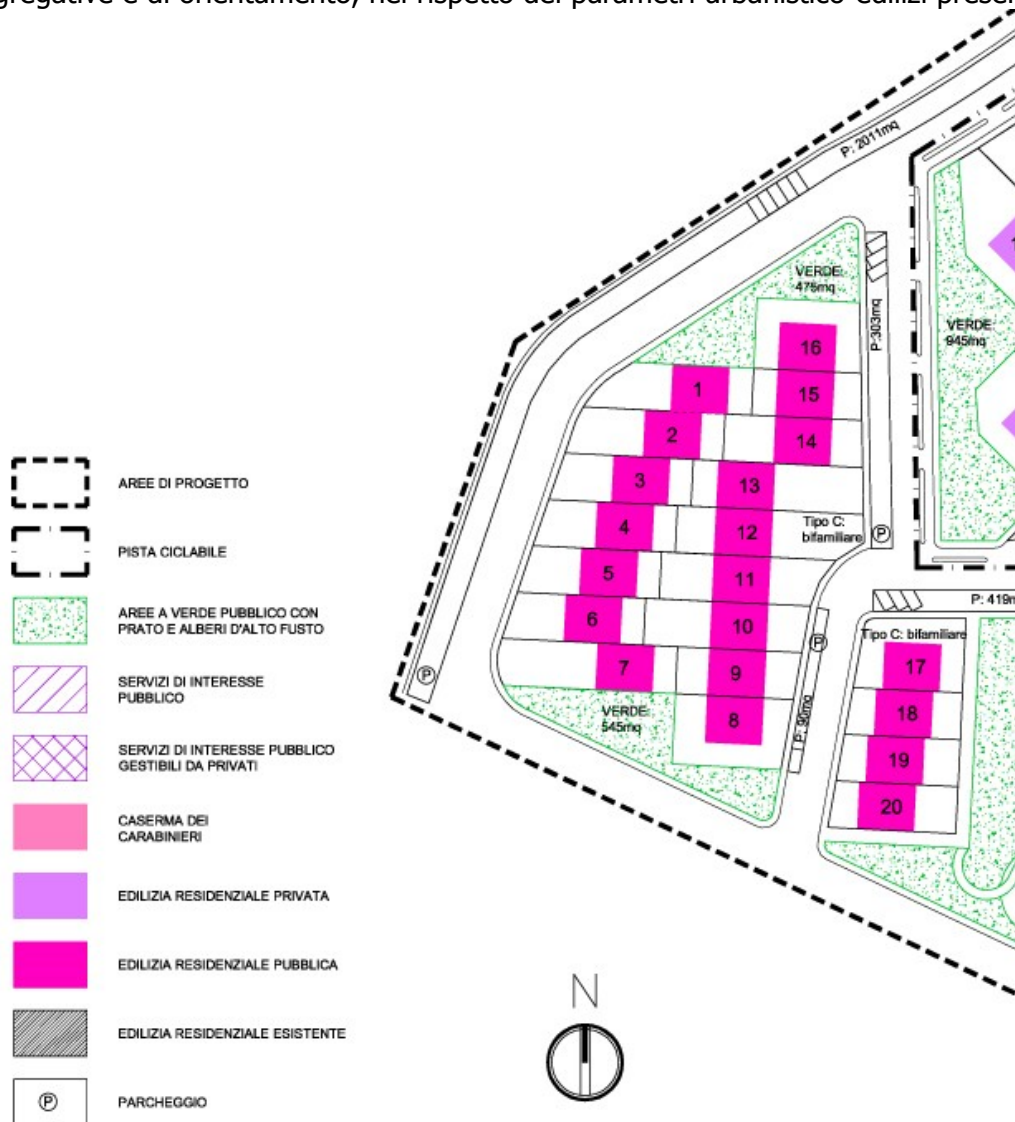 gregative e di orientamento, nel rispetto dei parametri urbanistico-edilizi
P: 2011mq
VERDE:
475mq
P:303mq
VERDE:
945mq
16
1
15
2
14
3
13
4
12
Tipo C:
bifamiliare
P
5
11
6
10
7
9
8
VERDE:
545mq
P
P
P: 90mq
P: 419m
Tipo C: bifamiliare
17
18
19
20
AREE DI PROGETTO
PISTA CICLABILE
AREE A VERDE PUBBLICO CON
PRATO E ALBERI D'ALTO FUSTO
SERVIZI DI INTERESSE
PUBBLICO
SERVIZI DI INTERESSE PUBBLICO
GESTIBILI DA PRIVATI
CASERMA DEI
CARABINIERI
EDILIZIA RESIDENZIALE PRIVATA
EDILIZIA RESIDENZIALE PUBBLICA
EDILIZIA RESIDENZIALE ESISTENTE
P
PARCHEGGIO
N